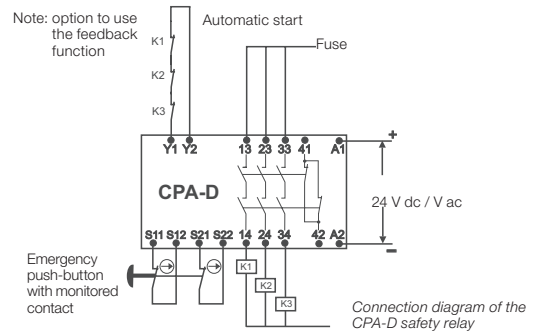 Note: option to use
the feedback
function
Automatic start
K1
K2
K3
Fuse
Y1 Y2 13 23 33 41 A1
+
CPA-D
24 V dc / V ac
S11 S12 S21 S22 14 24 34 42 A2
−
Emergency
push-button
with monitored
contact
K1
K2
K3
Connection diagram of the
CPA-D safety relay